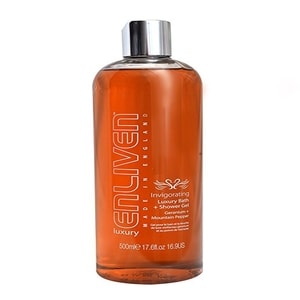 ENLIVEN
luxury
MADE IN ENGLAND
Invigorating
Luxury Bath
+ Shower Gel
Geranium &
Mountain Pepper
500ml℮ 17.6fl oz 16.9US